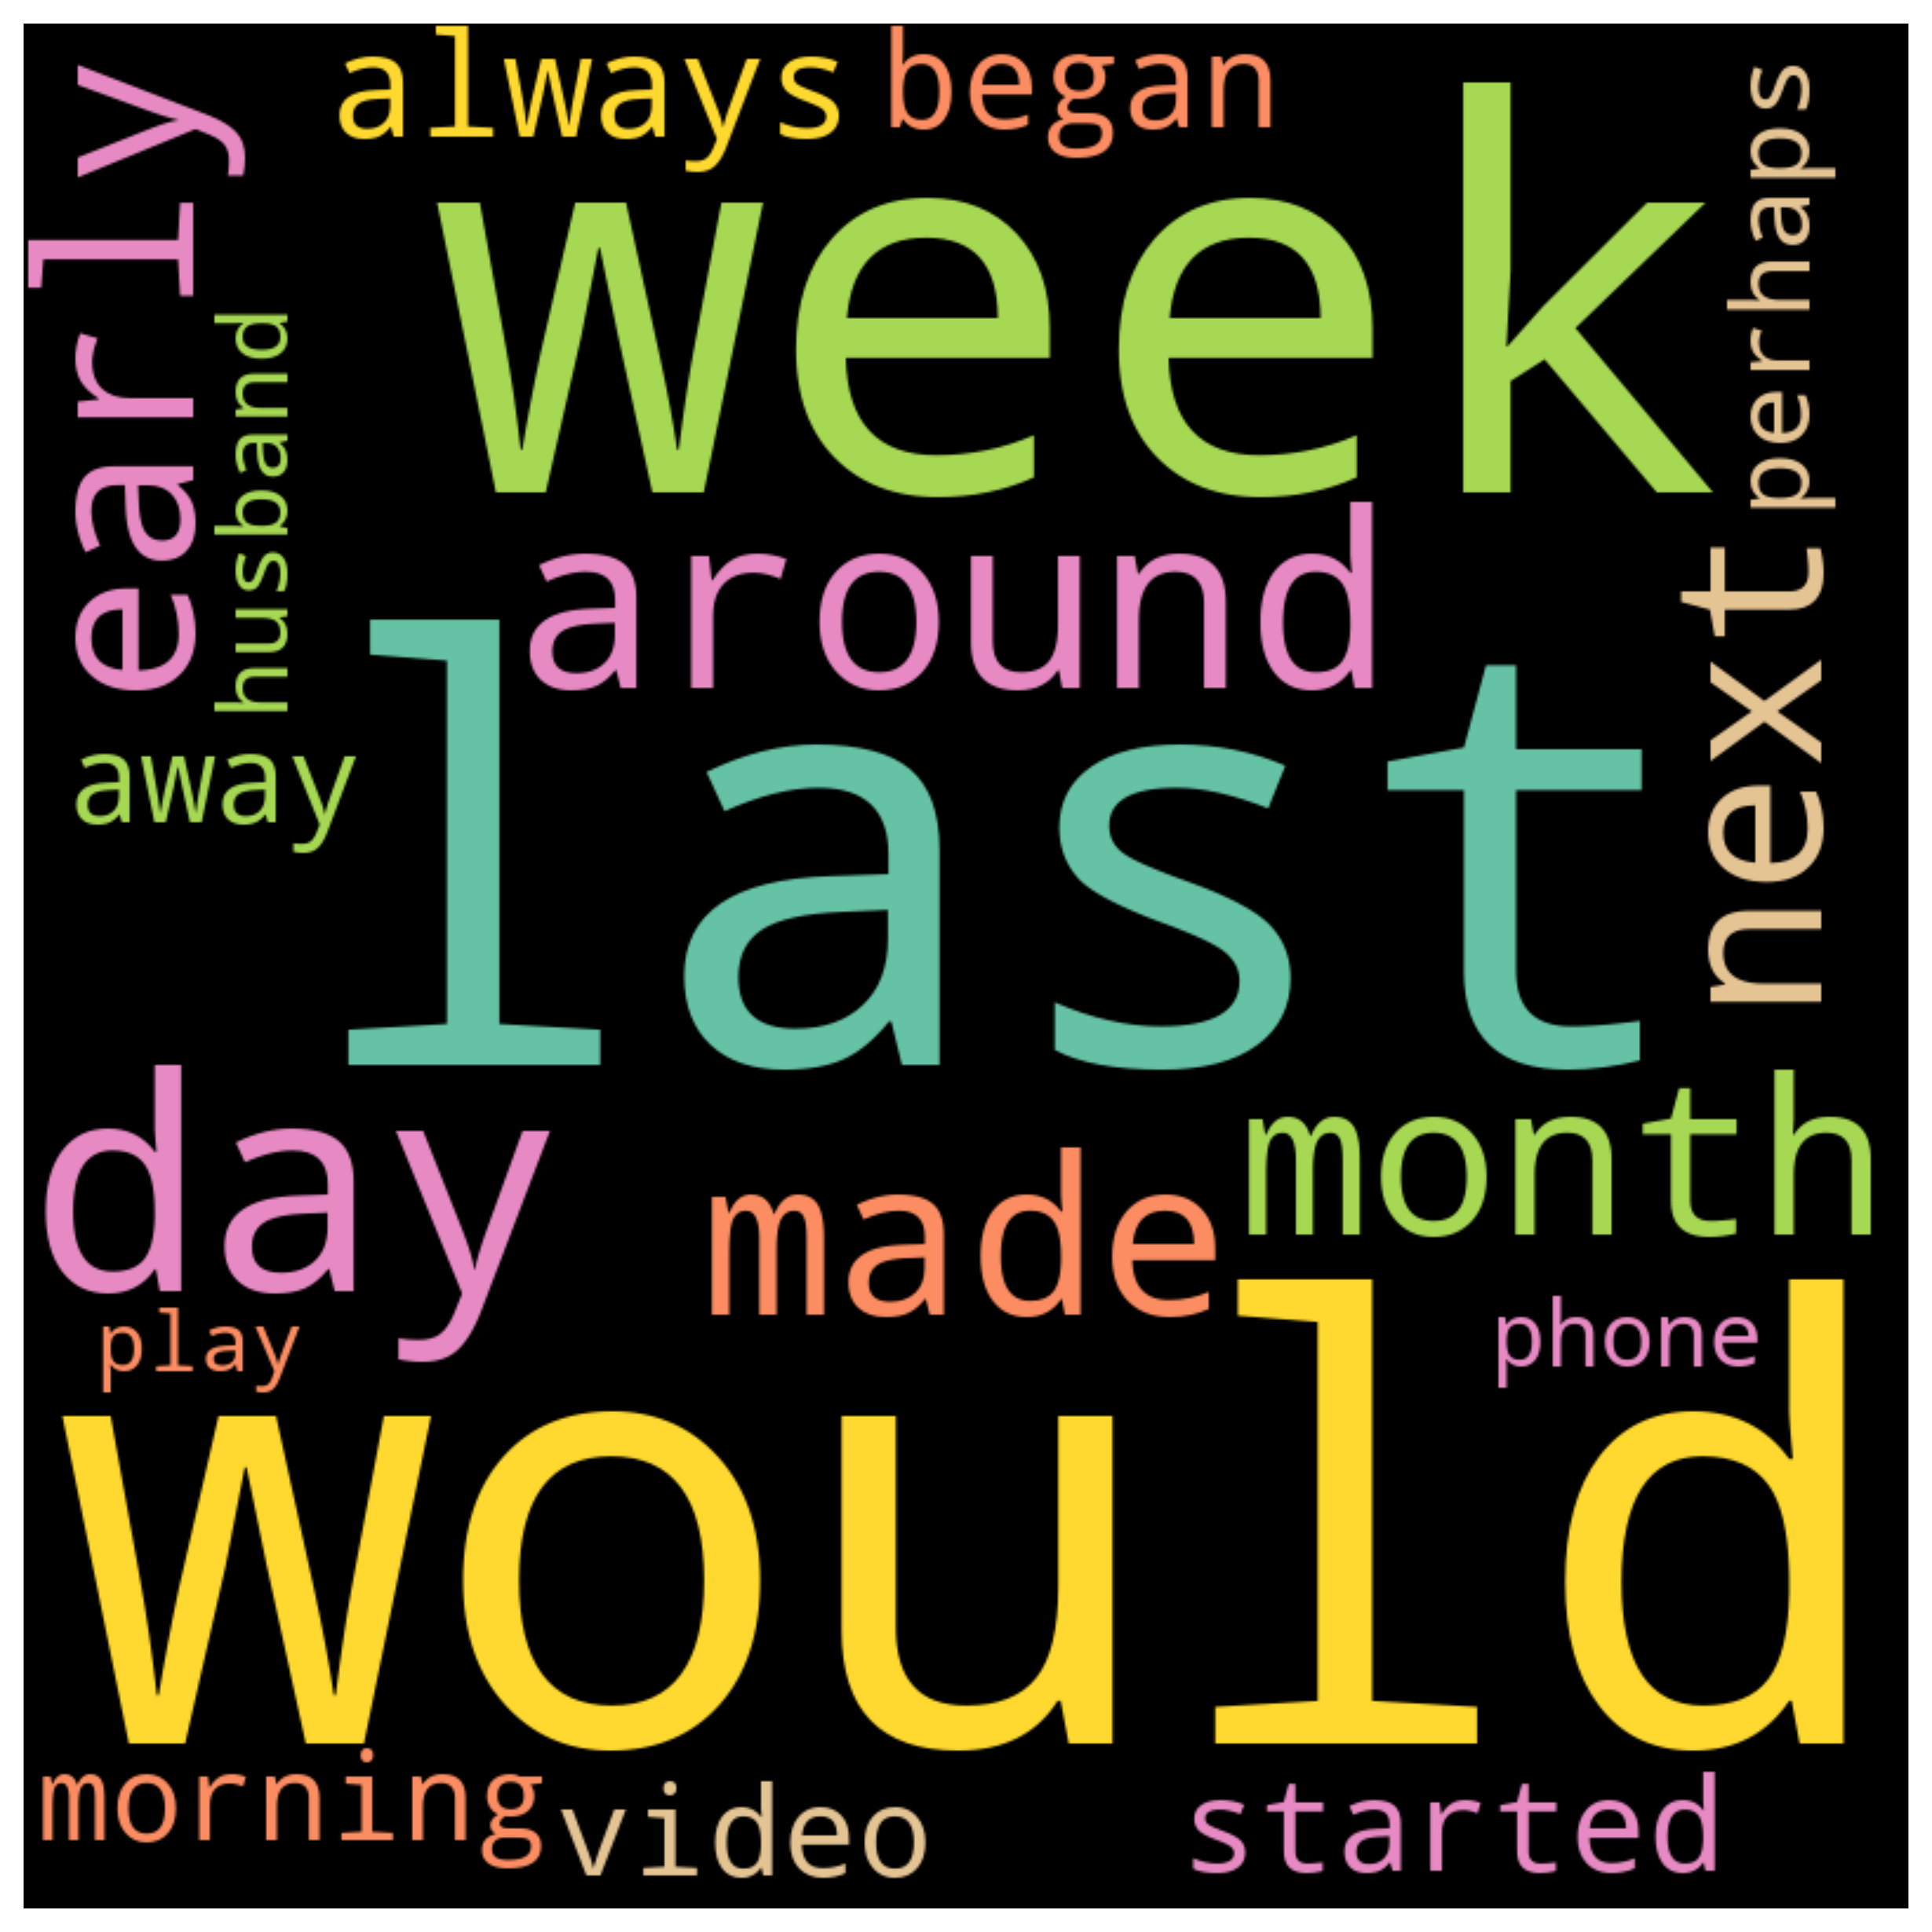 always
began
early
week
perhaps
husband
around
next
last
away
day
month
made
play
phone
would
morning
video
started